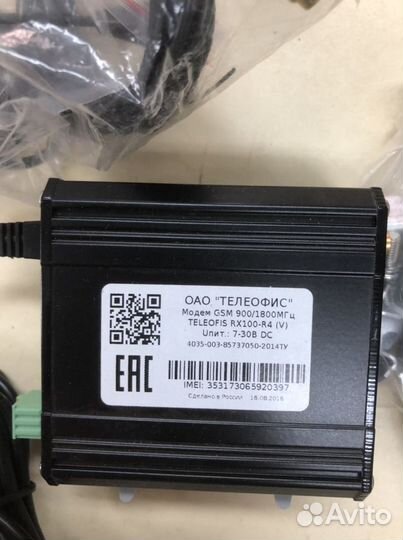 ОАО "ТЕЛЕОФИС"
Модем GSM 900/1800МГц
TELEOFIS RX100-R4 (V)
Uпит.: 7-30В DC
4035-003-85737050-2014ТУ
EAC
IMEI: 353173065920397
Сделано в России 18.08.2016
Avito